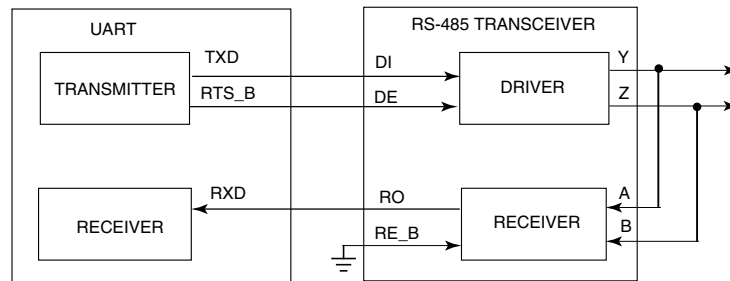 UART
RS-485 TRANSCEIVER
TXD
DI
Y
TRANSMITTER
DRIVER
RTS_B
DE
Z
RXD
RO
A
RECEIVER
RECEIVER
RE_B
B